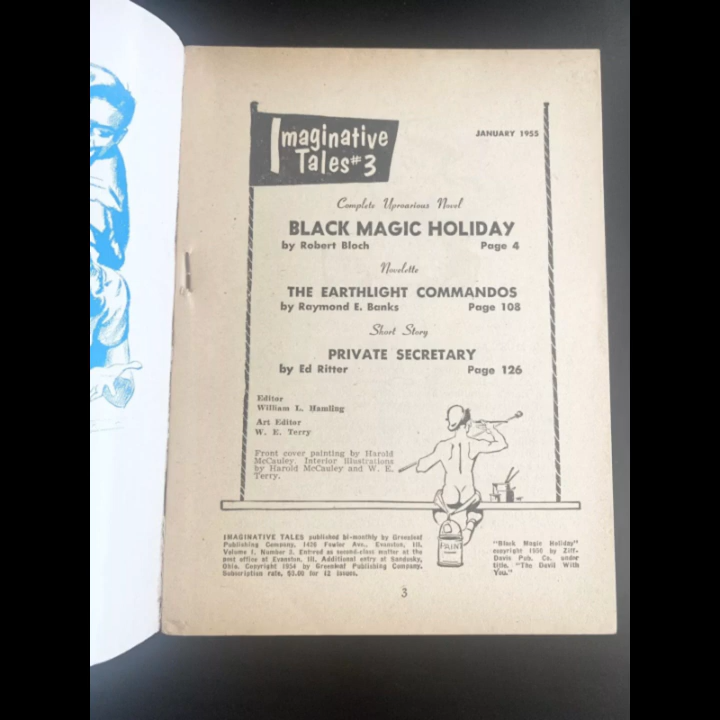 Imaginative
Tales #3
JANUARY 1955
Complete Uproarious Novel
BLACK MAGIC HOLIDAY
by Robert Bloch Page 4
Novelette
THE EARTHLIGHT COMMANDOS
by Raymond E. Banks Page 108
Short Story
PRIVATE SECRETARY
by Ed Ritter Page 126
Editor
William L. Hamling
Art Editor
W. E. Terry
Front cover painting by Harold
McCauley. Interior illustrations
by Harold McCauley and W. E.
Terry.
PAINT
IMAGINATIVE TALES published bi-monthly by Greenleaf
Publishing Company, 1426 Fowler Ave., Evanston, Ill.
Volume 1, Number 3. Entered as second-class matter at the
post office at Evanston, Ill. Additional entry at Sandusky,
Ohio. Copyright 1954 by Greenleaf Publishing Company.
Subscription rate, $3.00 for 12 issues.
"Black Magic Holiday"
copyright 1950 by Ziff-
Davis Pub. Co. under
title, "The Devil With
You."
3